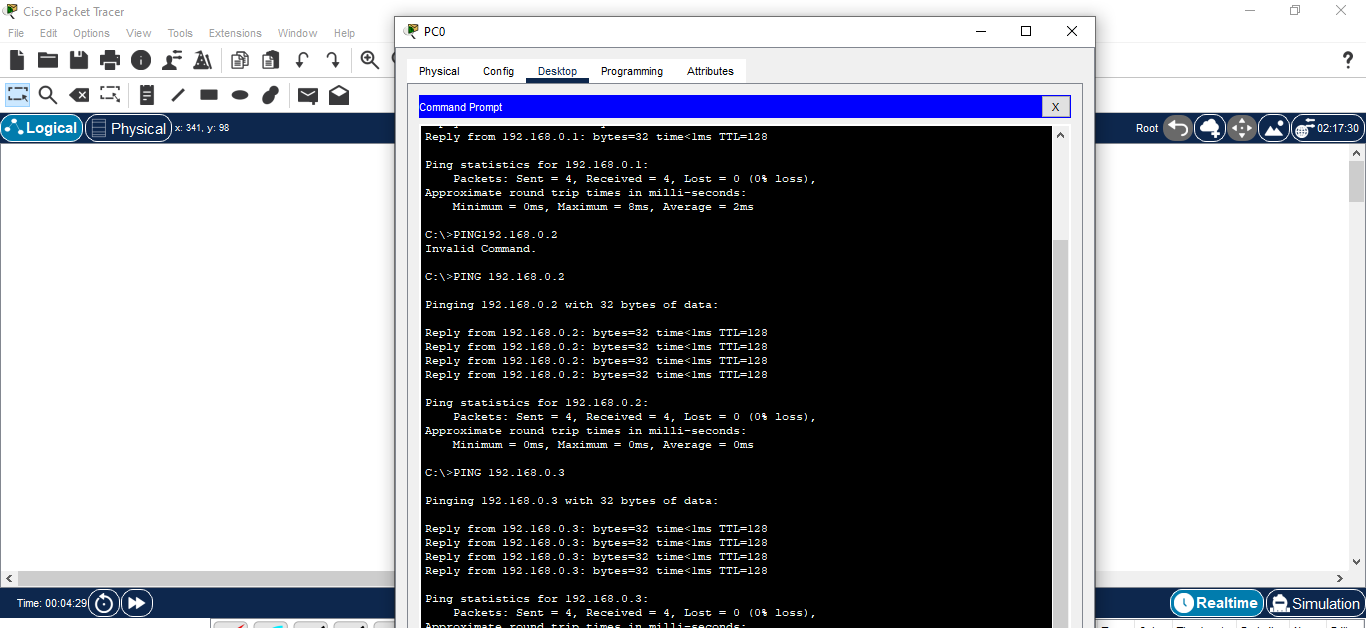 Cisco Packet Tracer
File Edit Options View Tools Extensions Window Help
PC0
Physical Config Desktop Programming Attributes
Command Prompt
X
Logical Physical x: 341, y: 98
Root 02:17:30
Reply from 192.168.0.1: bytes=32 time<1ms TTL=128
Ping statistics for 192.168.0.1:
Packets: Sent = 4, Received = 4, Lost = 0 (0% loss),
Approximate round trip times in milli-seconds:
Minimum = 0ms, Maximum = 8ms, Average = 2ms
C:\>PING192.168.0.2
Invalid Command.
C:\>PING 192.168.0.2
Pinging 192.168.0.2 with 32 bytes of data:
Reply from 192.168.0.2: bytes=32 time<1ms TTL=128
Reply from 192.168.0.2: bytes=32 time<1ms TTL=128
Reply from 192.168.0.2: bytes=32 time<1ms TTL=128
Reply from 192.168.0.2: bytes=32 time<1ms TTL=128
Ping statistics for 192.168.0.2:
Packets: Sent = 4, Received = 4, Lost = 0 (0% loss),
Approximate round trip times in milli-seconds:
Minimum = 0ms, Maximum = 0ms, Average = 0ms
C:\>PING 192.168.0.3
Pinging 192.168.0.3 with 32 bytes of data:
Reply from 192.168.0.3: bytes=32 time<1ms TTL=128
Reply from 192.168.0.3: bytes=32 time<1ms TTL=128
Reply from 192.168.0.3: bytes=32 time<1ms TTL=128
Reply from 192.168.0.3: bytes=32 time<1ms TTL=128
Ping statistics for 192.168.0.3:
Packets: Sent = 4, Received = 4, Lost = 0 (0% loss),
Approximate round trip times in milli-seconds:
Time: 00:04:29
Realtime Simulation